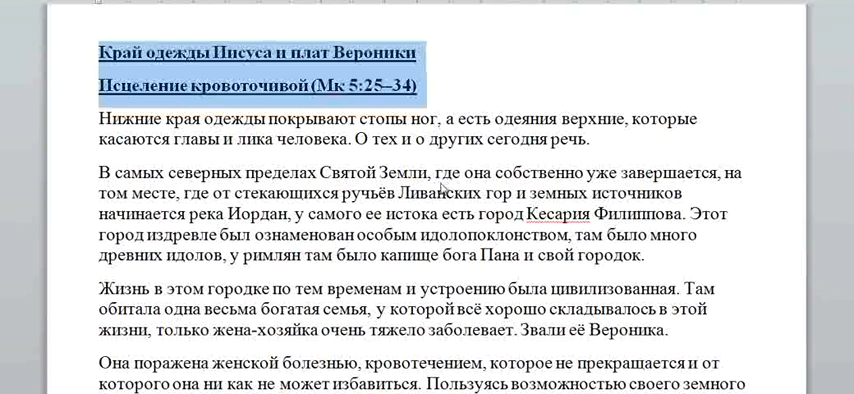 Край одежды Иисуса и плат Вероники
Исцеление кровоточивой (Мк 5:25–34)
Нижние края одежды покрывают стопы ног, а есть одеяния верхние, которые
касаются главы и лика человека. О тех и о других сегодня речь.
В самых северных пределах Святой Земли, где она собственно уже завершается, на
том месте, где от стекающихся ручьёв Ливанских гор и земных источников
начинается река Иордан, у самого ее истока есть город Кесария Филиппова. Этот
город издревле был ознаменован особым идолопоклонством, там было много
древних идолов, у римлян там было капище бога Пана и свой городок.
Жизнь в этом городке по тем временам и устроению была цивилизованная. Там
обитала одна весьма богатая семья, у которой всё хорошо складывалось в этой
жизни, только жена-хозяйка очень тяжело заболевает. Звали её Вероника.
Она поражена женской болезнью, кровотечением, которое не прекращается и от
которого она ни как не может избавиться. Пользуясь возможностью своего земного